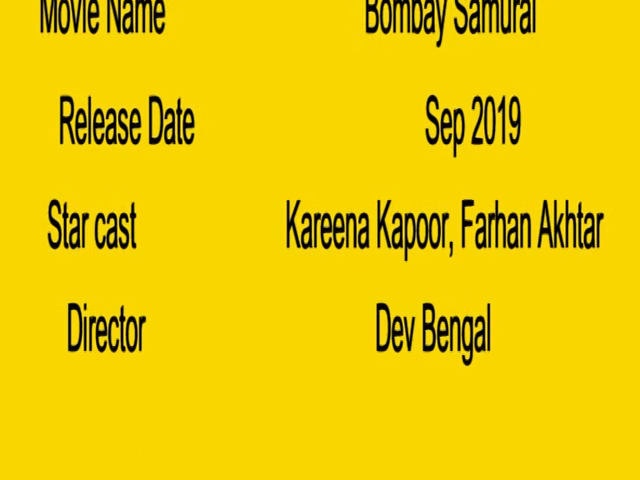 Movie Name Bombay Samurai
Release Date Sep 2019
Star cast Kareena Kapoor, Farhan Akhtar
Director Dev Bengal